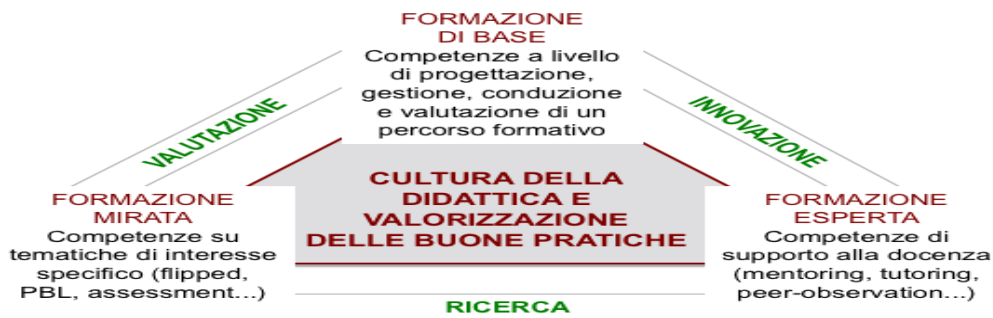 FORMAZIONE
DI BASE
Competenze a livello
di progettazione,
gestione, conduzione
e valutazione di un
percorso formativo
VALUTAZIONE
INNOVAZIONE
CULTURA DELLA
DIDATTICA E
VALORIZZAZIONE
DELLE BUONE PRATICHE
FORMAZIONE
MIRATA
Competenze su
tematiche di interesse
specifico (flipped,
PBL, assessment...)
FORMAZIONE
ESPERTA
Competenze di
supporto alla docenza
(mentoring, tutoring,
peer-observation...)
RICERCA